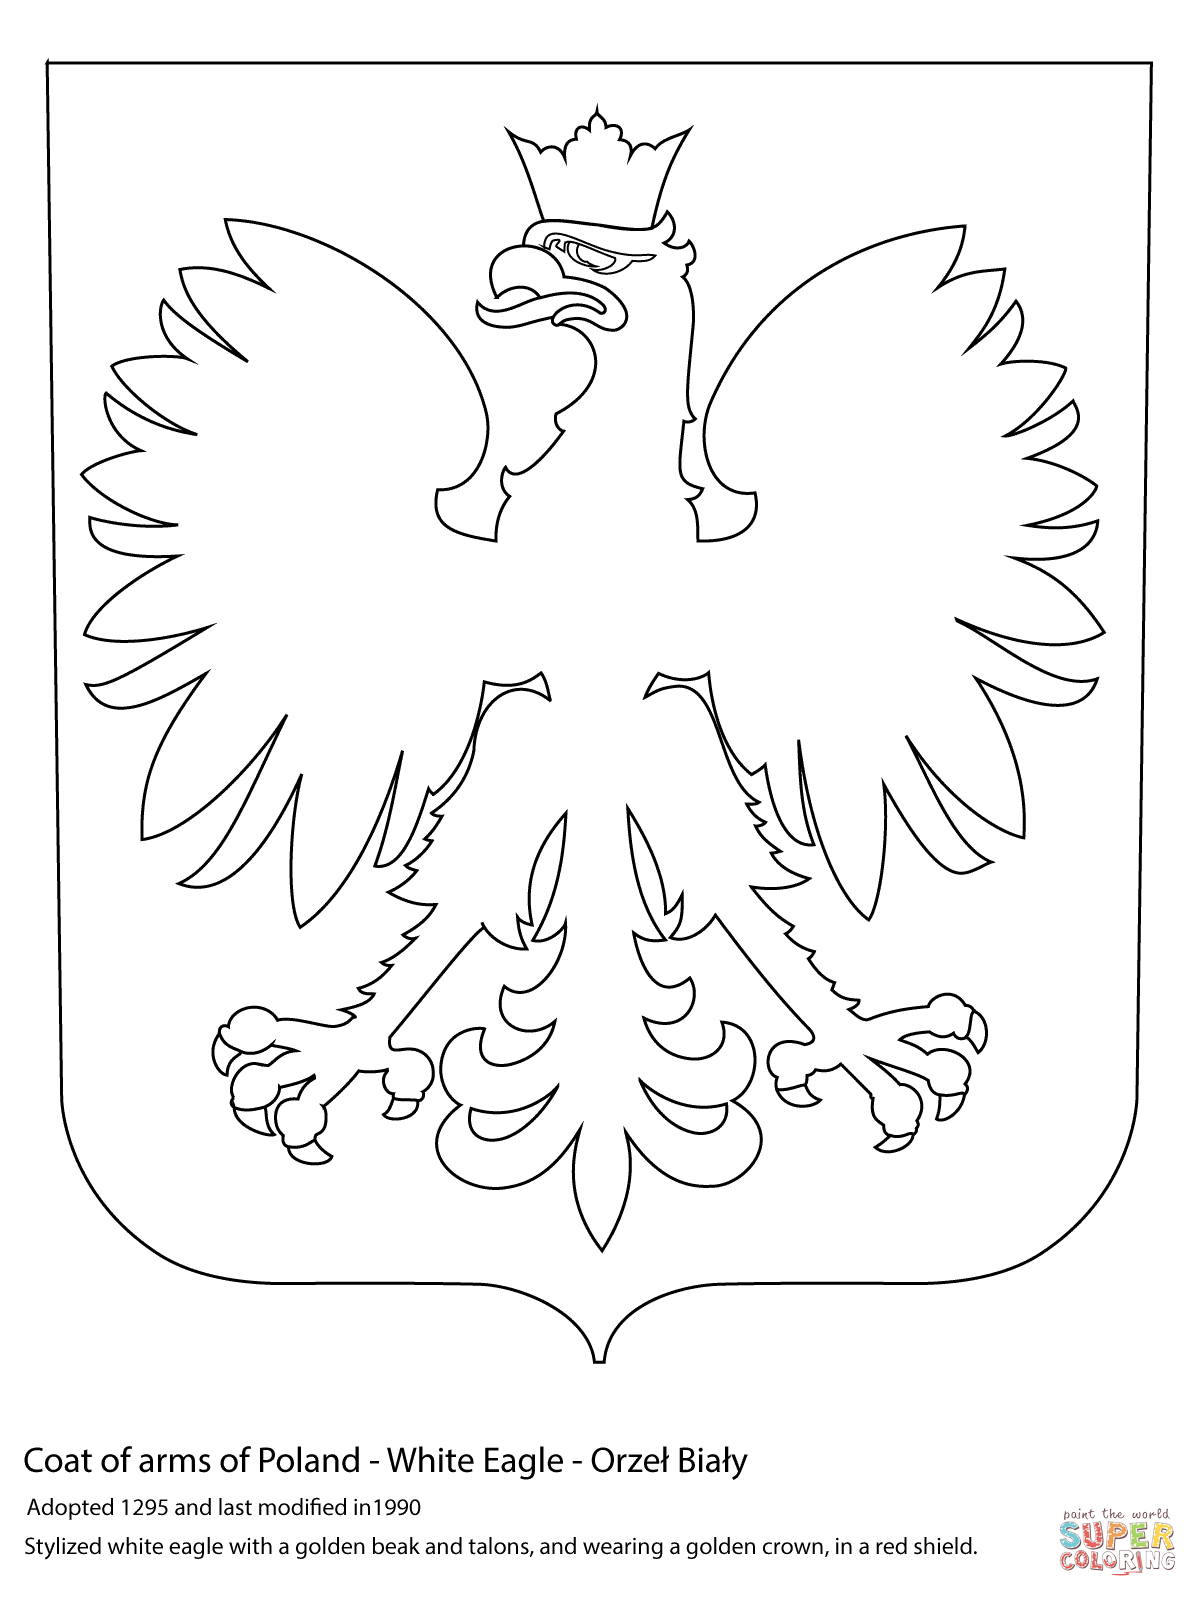 Coat of arms of Poland - White Eagle - Orzeł Biały
Adopted 1295 and last modified in1990
Stylized white eagle with a golden beak and talons, and wearing a golden crown, in a red shield.
paint the world
SUPER
COLORING